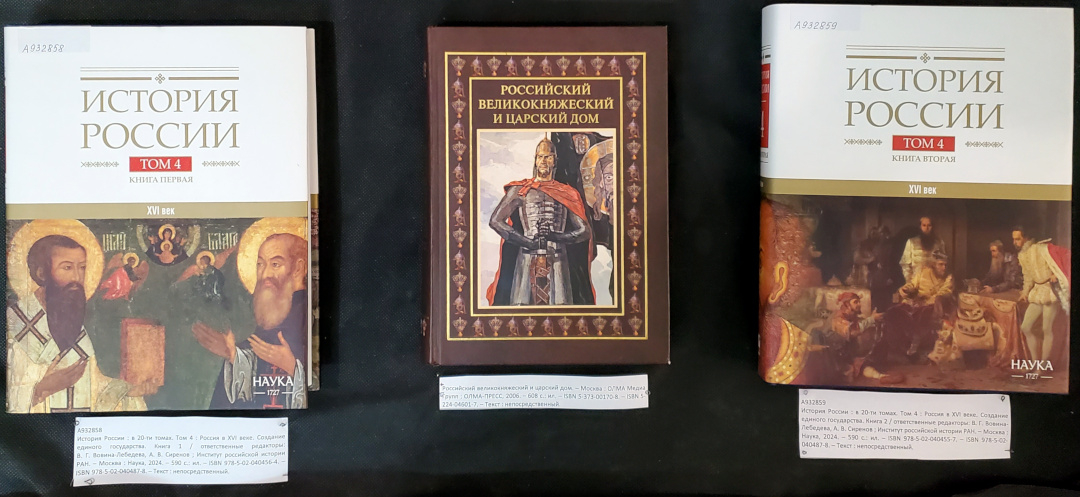 А932858
ИСТОРИЯ
РОССИИ
ТОМ 4
КНИГА ПЕРВАЯ
XVI век
НАУКА
1727
А932858
История России : в 20-ти томах. Том 4 : Россия в XVI веке. Создание
единого государства. Книга 1 / ответственные редакторы:
В. Г. Вовина-Лебедева, А. В. Сиренов ; Институт российской истории
РАН. – Москва : Наука, 2024. – 590 с.: ил. – ISBN 978-5-02-040456-4. –
ISBN 978-5-02-040487-8. – Текст : непосредственный.
РОССИЙСКИЙ
ВЕЛИКОКНЯЖЕСКИЙ
И ЦАРСКИЙ ДОМ
Российский великокняжеский и царский дом. – Москва : ОЛМА Медиа
Групп : ОЛМА-ПРЕСС, 2006. – 608 с.: ил. – ISBN 5-373-00170-8. – ISBN 5
224-04601-7. – Текст : непосредственный.
А932859
ИСТОРИЯ
РОССИИ
ТОМ 4
КНИГА ВТОРАЯ
XVI век
НАУКА
1727
А932859
История России : в 20-ти томах. Том 4 : Россия в XVI веке. Создание
единого государства. Книга 2 / ответственные редакторы: В. Г. Вовина-
Лебедева, А. В. Сиренов ; Институт российской истории РАН. – Москва :
Наука, 2024. – 590 с.: ил. – ISBN 978-5-02-040455-7. – ISBN 978-5-02-
040487-8. – Текст : непосредственный.